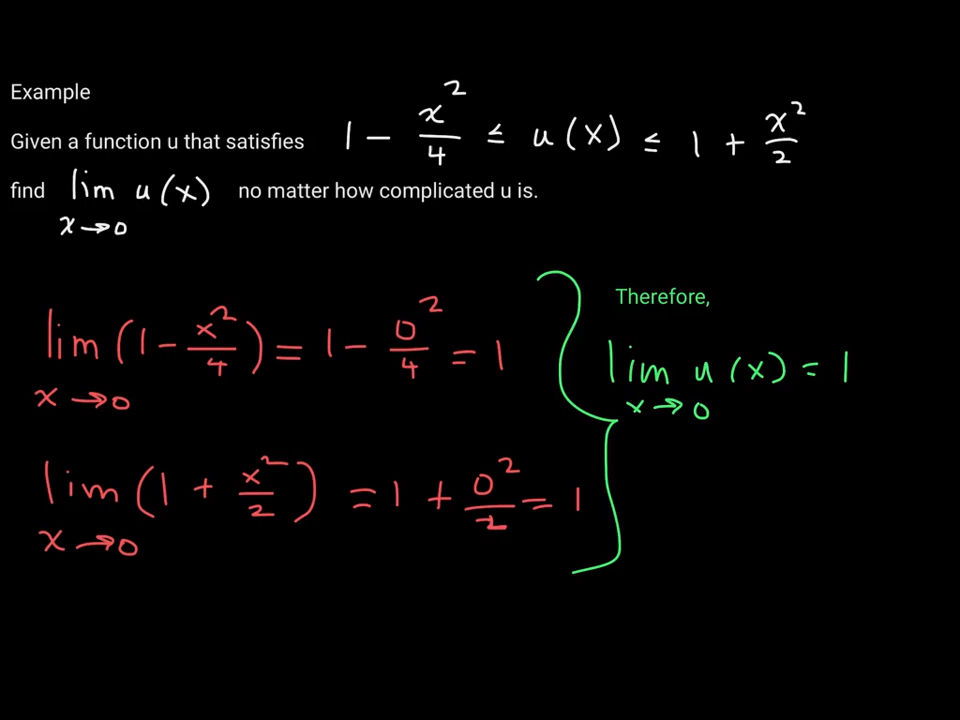 Example
Given a function u that satisfies 1 - x²/4 ≤ u(x) ≤ 1 + x²/2
find lim x→0 u(x) no matter how complicated u is.
lim x→0 (1 - x²/4) = 1 - 0²/4 = 1
Therefore,
lim x→0 u(x) = 1
lim x→0 (1 + x²/2) = 1 + 0²/2 = 1